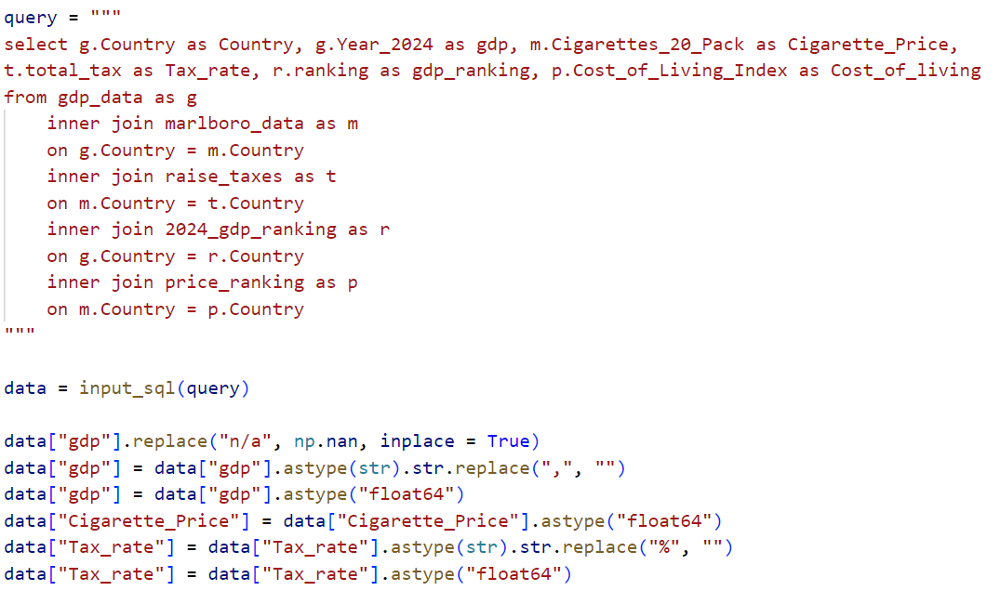 query = """
select g.Country as Country, g.Year_2024 as gdp, m.Cigarettes_20_Pack as Cigarette_Price,
t.total_tax as Tax_rate, r.ranking as gdp_ranking, p.Cost_of_Living_Index as Cost_of_living
from gdp_data as g
    inner join marlboro_data as m
    on g.Country = m.Country
    inner join raise_taxes as t
    on m.Country = t.Country
    inner join 2024_gdp_ranking as r
    on g.Country = r.Country
    inner join price_ranking as p
    on m.Country = p.Country
"""
data = input_sql(query)
data["gdp"].replace("n/a", np.nan, inplace = True)
data["gdp"] = data["gdp"].astype(str).str.replace(",", "")
data["gdp"] = data["gdp"].astype("float64")
data["Cigarette_Price"] = data["Cigarette_Price"].astype("float64")
data["Tax_rate"] = data["Tax_rate"].astype(str).str.replace("%", "")
data["Tax_rate"] = data["Tax_rate"].astype("float64")